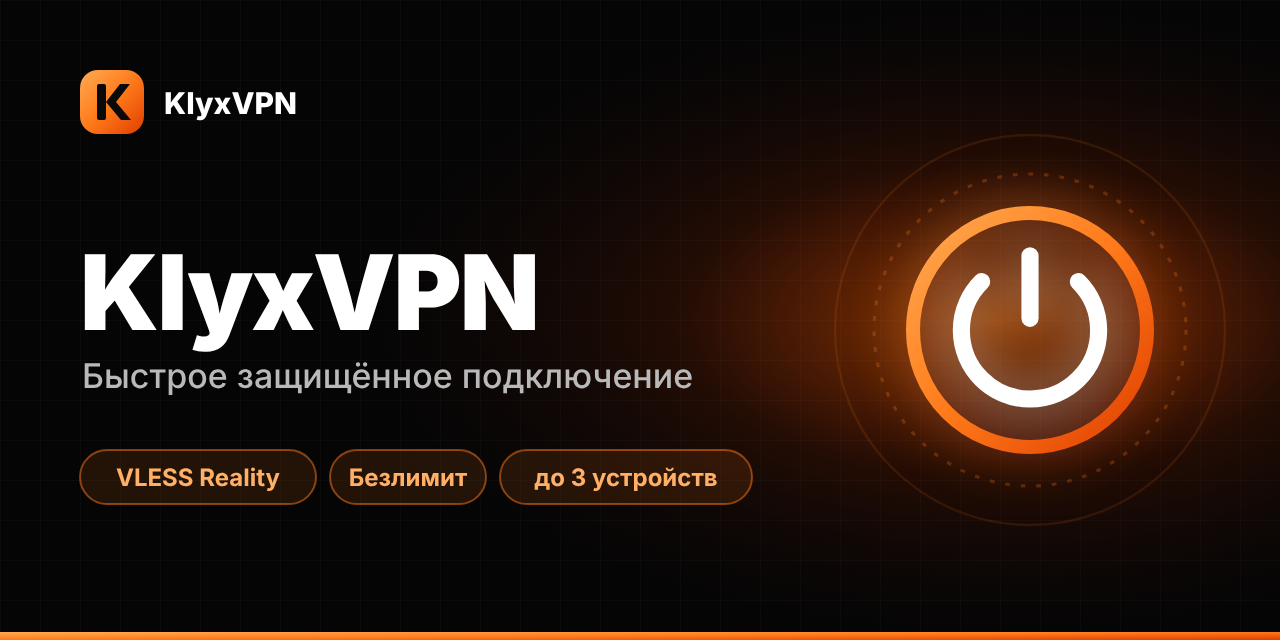 K
KlyxVPN
KlyxVPN
Быстрое защищённое подключение
VLESS Reality
Безлимит
до 3 устройств